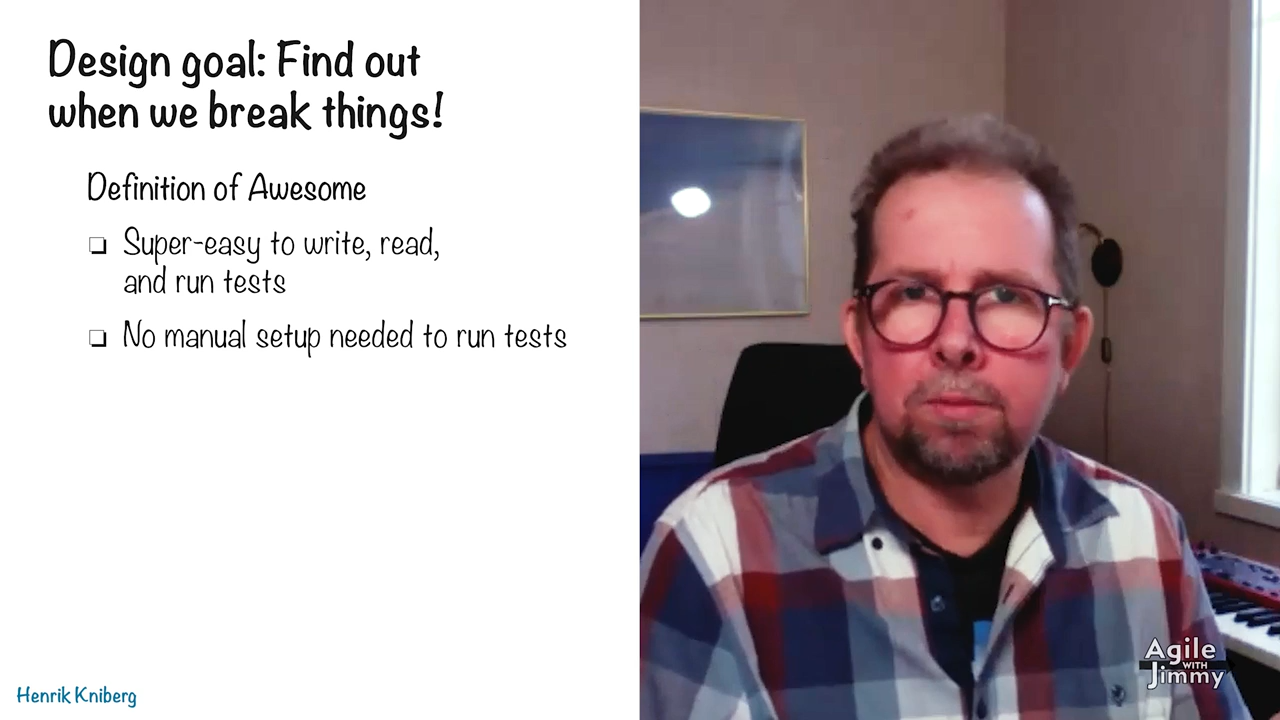 Design goal: Find out
when we break things!
Definition of Awesome
Super-easy to write, read,
and run tests
No manual setup needed to run tests
Henrik Kniberg
Agile
WITH
Jimmy